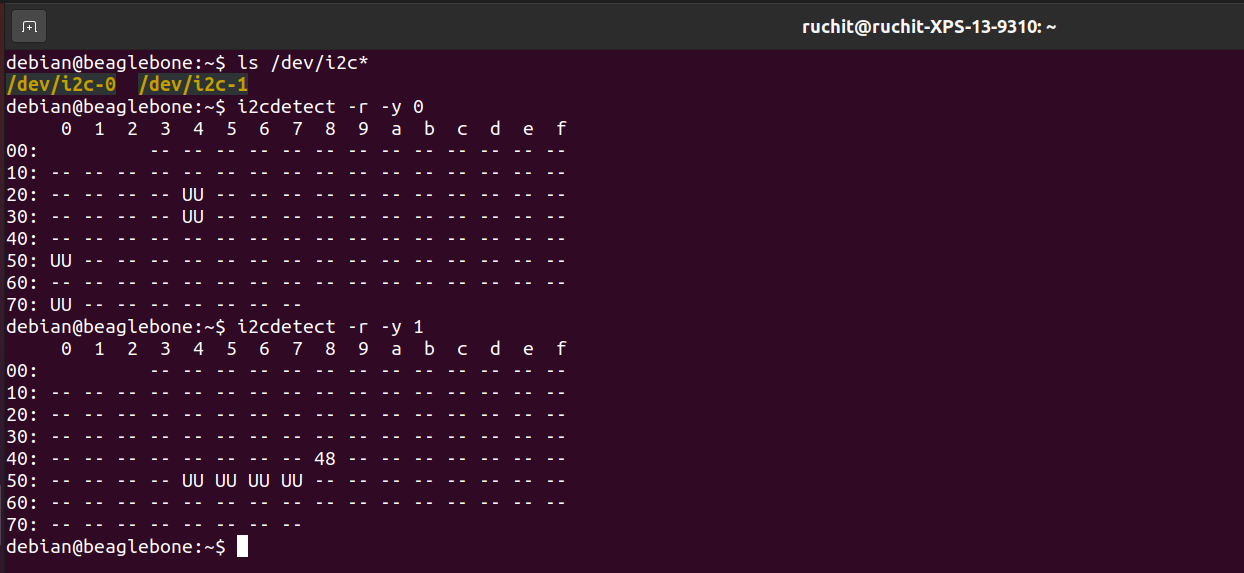 ruchit@ruchit-XPS-13-9310: ~
debian@beaglebone:~$ ls /dev/i2c*
/dev/i2c-0  /dev/i2c-1
debian@beaglebone:~$ i2cdetect -r -y 0
     0  1  2  3  4  5  6  7  8  9  a  b  c  d  e  f
00:          -- -- -- -- -- -- -- -- -- -- -- -- --
10: -- -- -- -- -- -- -- -- -- -- -- -- -- -- -- --
20: -- -- -- -- UU -- -- -- -- -- -- -- -- -- -- --
30: -- -- -- -- UU -- -- -- -- -- -- -- -- -- -- --
40: -- -- -- -- -- -- -- -- -- -- -- -- -- -- -- --
50: UU -- -- -- -- -- -- -- -- -- -- -- -- -- -- --
60: -- -- -- -- -- -- -- -- -- -- -- -- -- -- -- --
70: UU -- -- -- -- -- -- --
debian@beaglebone:~$ i2cdetect -r -y 1
     0  1  2  3  4  5  6  7  8  9  a  b  c  d  e  f
00:          -- -- -- -- -- -- -- -- -- -- -- -- --
10: -- -- -- -- -- -- -- -- -- -- -- -- -- -- -- --
20: -- -- -- -- -- -- -- -- -- -- -- -- -- -- -- --
30: -- -- -- -- -- -- -- -- -- -- -- -- -- -- -- --
40: -- -- -- -- -- -- -- -- 48 -- -- -- -- -- -- --
50: -- -- -- -- UU UU UU UU -- -- -- -- -- -- -- --
60: -- -- -- -- -- -- -- -- -- -- -- -- -- -- -- --
70: -- -- -- -- -- -- -- --
debian@beaglebone:~$